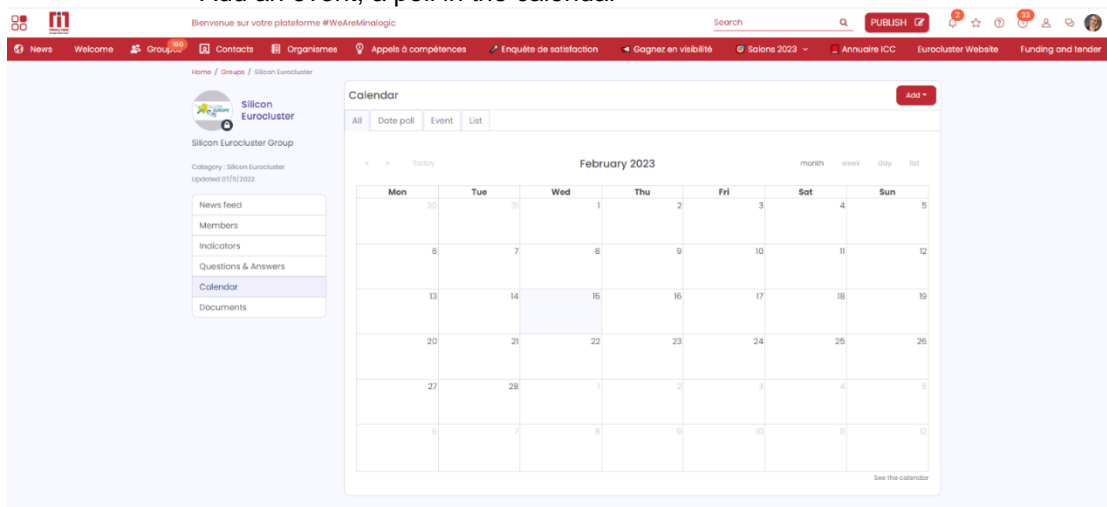 Add an event, a poll in the calendar
Bienvenue sur votre plateforme #WeAreMinalogic
Search
PUBLISH
2
33
News Welcome Groupes 160 Contacts Organismes Appels à compétences Enquête de satisfaction Gagnez en visibilité Salons 2023 Annuaire ICC Eurocluster Website Funding and tender
Home / Groups / Silicon Eurocluster
Silicon
Eurocluster
Silicon Eurocluster Group
Category : Silicon Eurocluster
Updated 07/11/2022
News feed
Members
Indicators
Questions & Answers
Calendar
Documents
Calendar
Add
All Date poll Event List
< > Today February 2023 month week day list
Mon Tue Wed Thu Fri Sat Sun
30 31 1 2 3 4 5
6 7 8 9 10 11 12
13 14 15 16 17 18 19
20 21 22 23 24 25 26
27 28 1 2 3 4 5
6 7 8 9 10 11 12
See the calendar